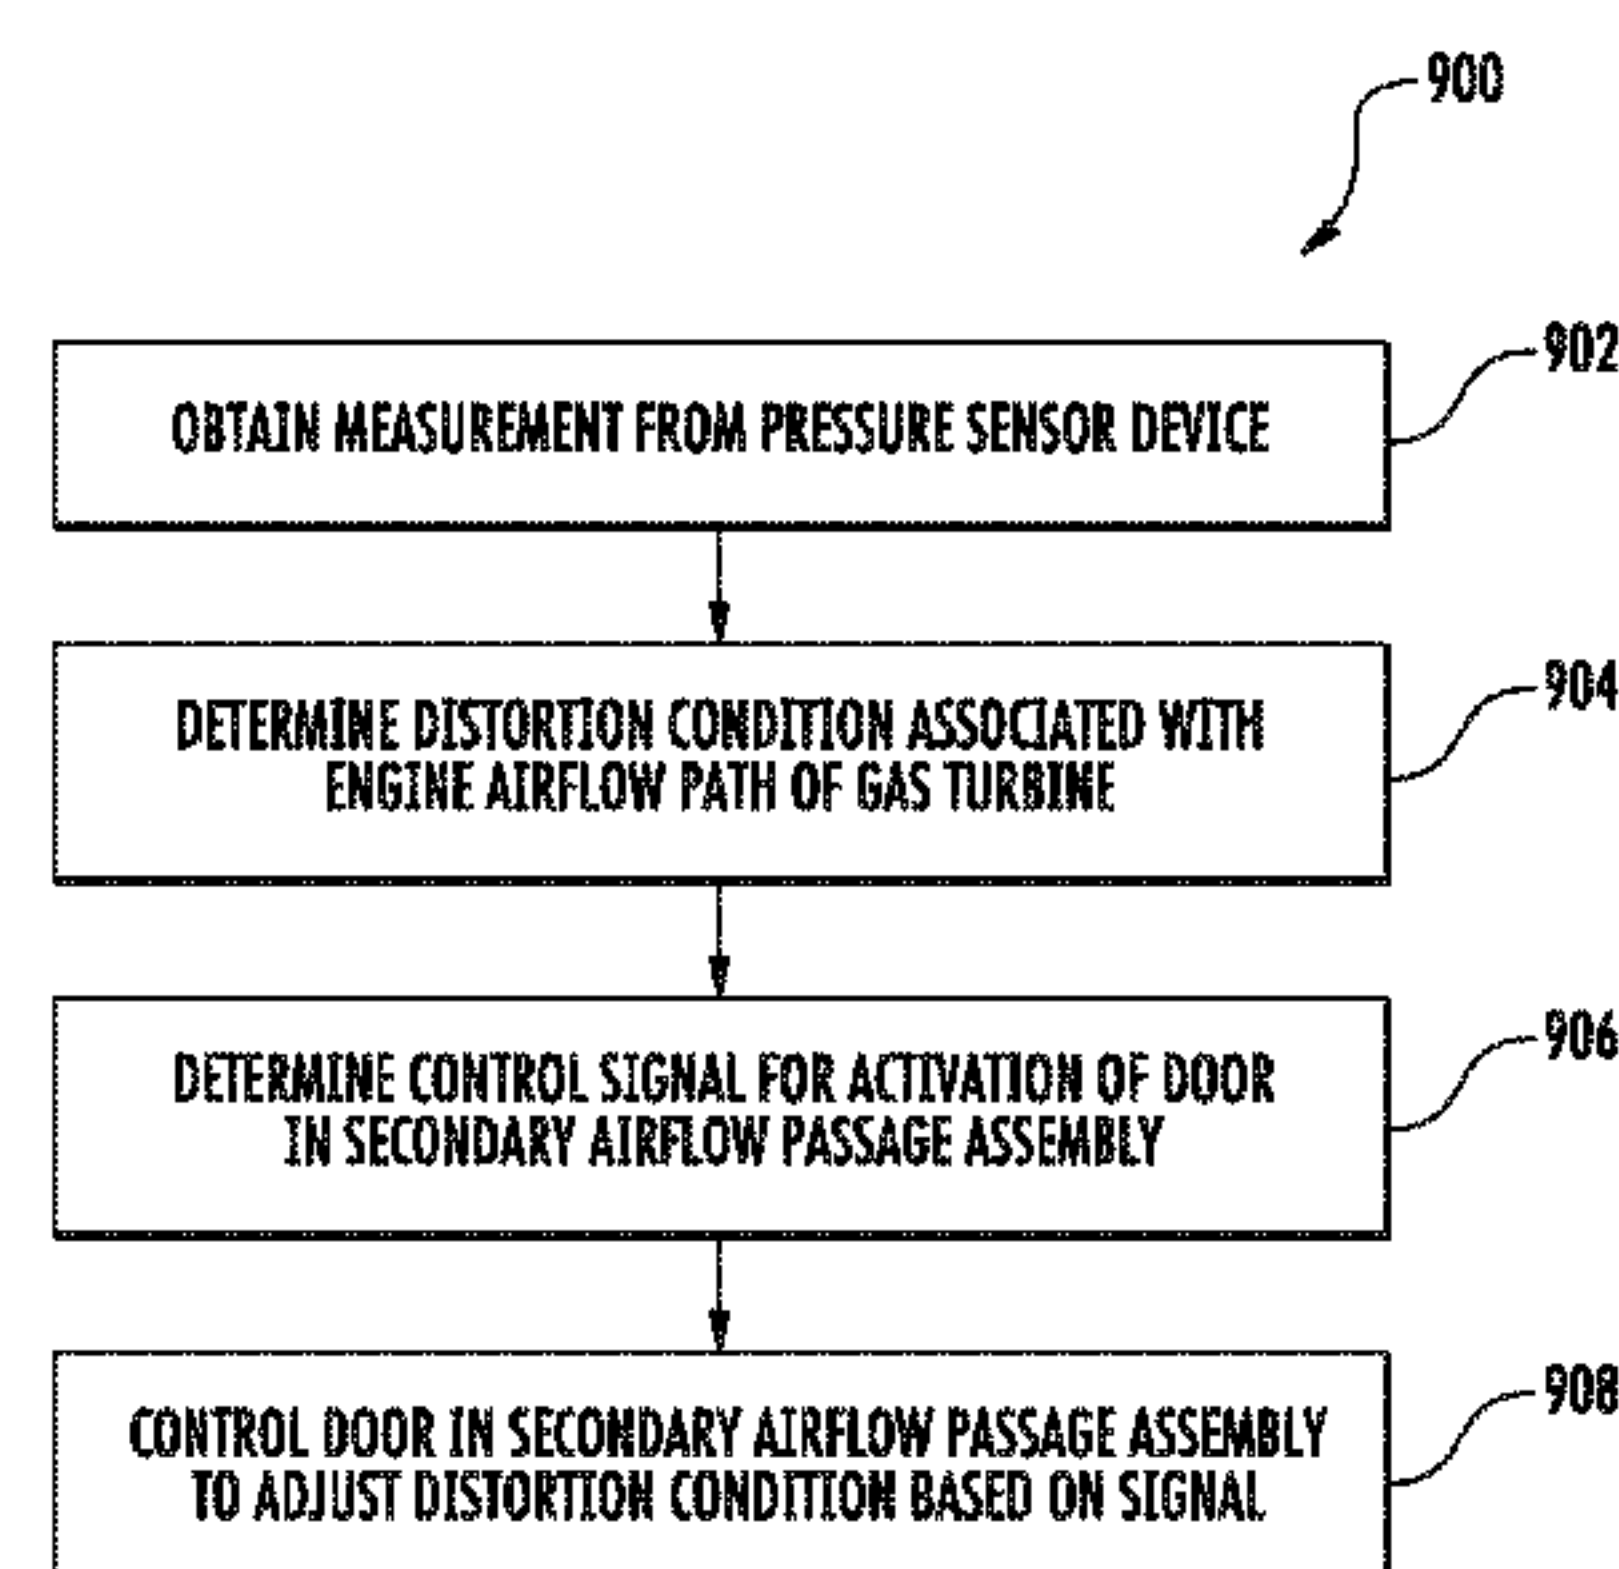 900
902
OBTAIN MEASUREMENT FROM PRESSURE SENSOR DEVICE
904
DETERMINE DISTORTION CONDITION ASSOCIATED WITH
ENGINE AIRFLOW PATH OF GAS TURBINE
906
DETERMINE CONTROL SIGNAL FOR ACTIVATION OF DOOR
IN SECONDARY AIRFLOW PASSAGE ASSEMBLY
908
CONTROL DOOR IN SECONDARY AIRFLOW PASSAGE ASSEMBLY
TO ADJUST DISTORTION CONDITION BASED ON SIGNAL